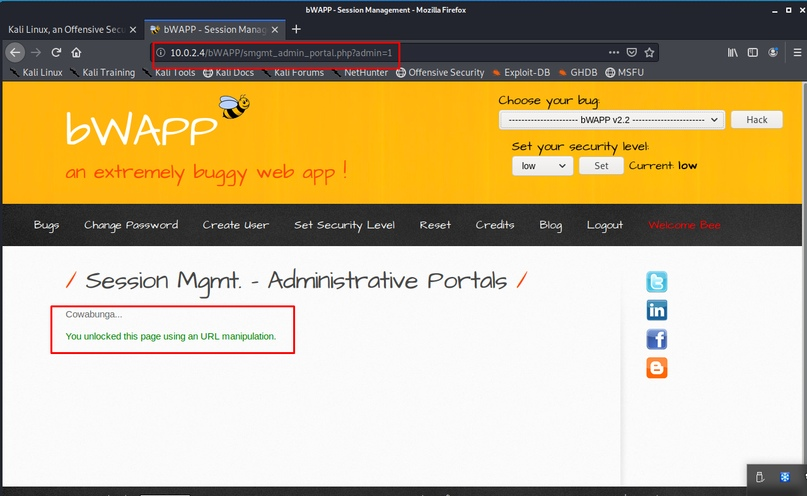 bWAPP - Session Management - Mozilla Firefox
Kali Linux, an Offensive Secu
bWAPP - Session Manag
10.0.2.4/bWAPP/smgmt_admin_portal.php?admin=1
Kali Linux Kali Training Kali Tools Kali Docs Kali Forums NetHunter Offensive Security Exploit-DB GHDB MSFU
bWAPP
an extremely buggy web app !
Choose your bug:
---------------------- bWAPP v2.2 ----------------------- Hack
Set your security level:
low Set Current: low
Bugs Change Password Create User Set Security Level Reset Credits Blog Logout Welcome Bee
/ Session Mgmt. - Administrative Portals /
Cowabunga...
You unlocked this page using an URL manipulation.